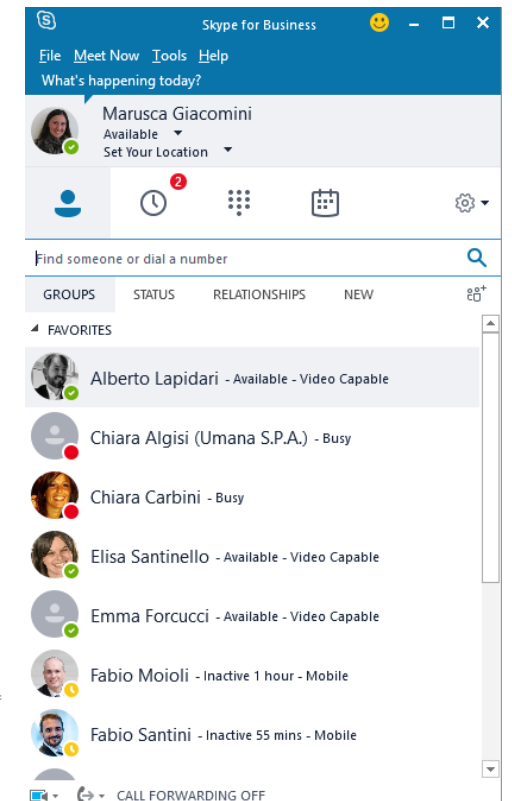 Skype for Business
File Meet Now Tools Help
What's happening today?
Marusca Giacomini
Available
Set Your Location
2
Find someone or dial a number
GROUPS STATUS RELATIONSHIPS NEW
FAVORITES
Alberto Lapidari - Available - Video Capable
Chiara Algisi (Umana S.P.A.) - Busy
Chiara Carbini - Busy
Elisa Santinello - Available - Video Capable
Emma Forcucci - Available - Video Capable
Fabio Moioli - Inactive 1 hour - Mobile
Fabio Santini - Inactive 55 mins - Mobile
CALL FORWARDING OFF